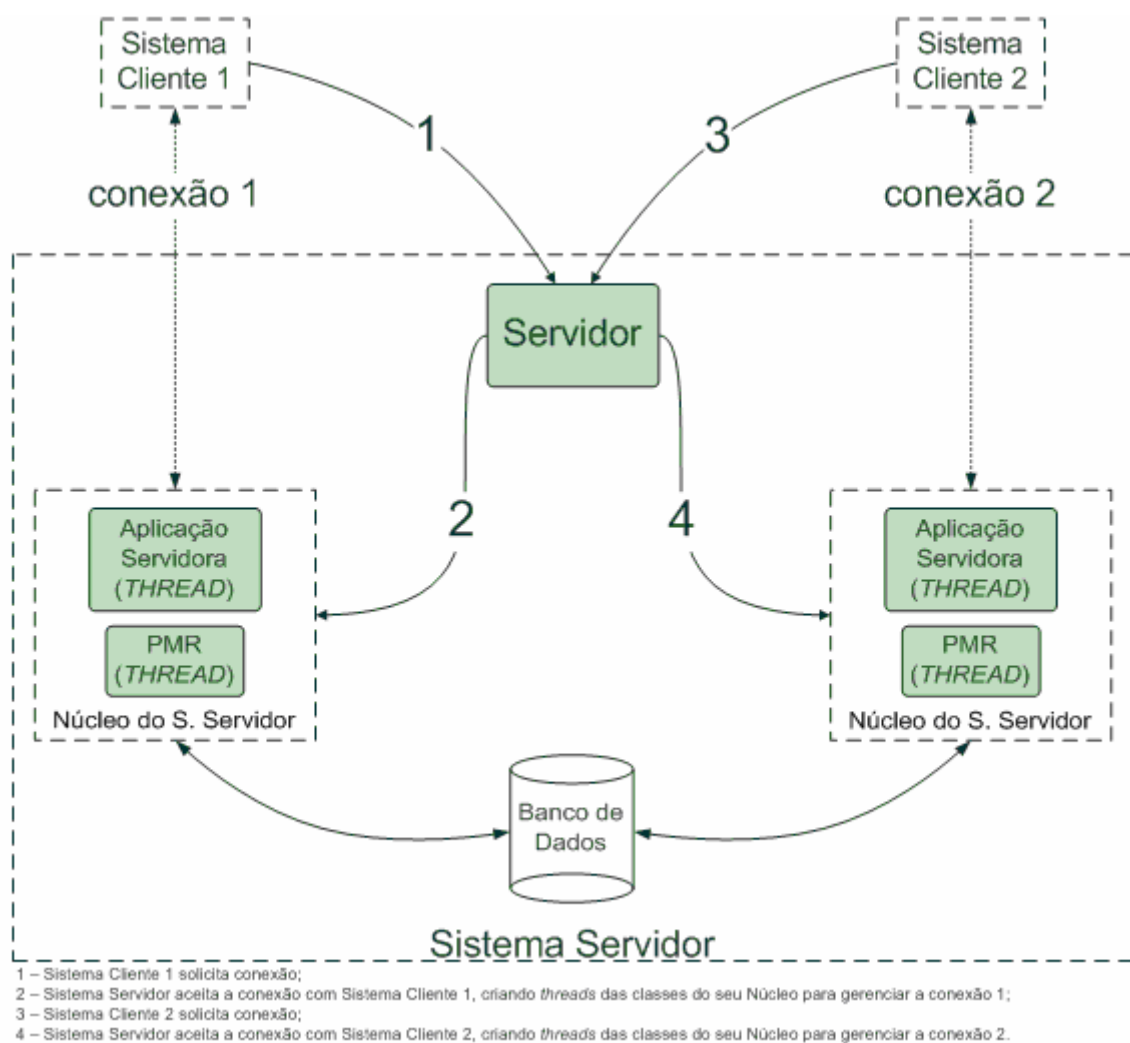 Sistema
Cliente 1
Sistema
Cliente 2
1
3
conexão 1
conexão 2
Servidor
2
4
Aplicação
Servidora
(THREAD)
PMR
(THREAD)
Núcleo do S. Servidor
Aplicação
Servidora
(THREAD)
PMR
(THREAD)
Núcleo do S. Servidor
Banco de
Dados
Sistema Servidor
1 – Sistema Cliente 1 solicita conexão;
2 – Sistema Servidor aceita a conexão com Sistema Cliente 1, criando threads das classes do seu Núcleo para gerenciar a conexão 1;
3 – Sistema Cliente 2 solicita conexão;
4 – Sistema Servidor aceita a conexão com Sistema Cliente 2, criando threads das classes do seu Núcleo para gerenciar a conexão 2.